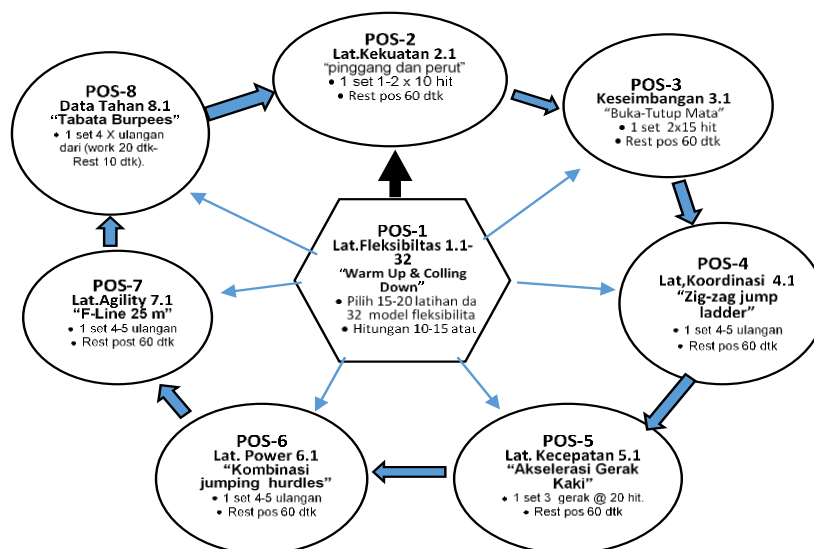 POS-1
Lat.Fleksibiltas 1.1-
32
"Warm Up & Colling
Down"
• Pilih 15-20 latihan da
32 model fleksibilita
• Hitungan 10-15 atau
POS-2
Lat.Kekuatan 2.1
"pinggang dan perut"
• 1 set 1-2 x 10 hit
• Rest pos 60 dtk
POS-3
Keseimbangan 3.1
"Buka-Tutup Mata"
• 1 set 2x15 hit
• Rest pos 60 dtk
POS-4
Lat,Koordinasi 4.1
"Zig-zag jump
ladder"
• 1 set 4-5 ulangan
• Rest pos 60 dtk
POS-5
Lat. Kecepatan 5.1
"Akselerasi Gerak
Kaki"
• 1 set 3 gerak @ 20 hit.
• Rest pos 60 dtk
POS-6
Lat. Power 6.1
"Kombinasi
jumping hurdles"
• 1 set 4-5 ulangan
• Rest pos 60 dtk
POS-7
Lat.Agility 7.1
"F-Line 25 m"
• 1 set 4-5 ulangan
• Rest post 60 dtk
POS-8
Data Tahan 8.1
"Tabata Burpees"
• 1 set 4 X ulangan
dari (work 20 dtk-
Rest 10 dtk).